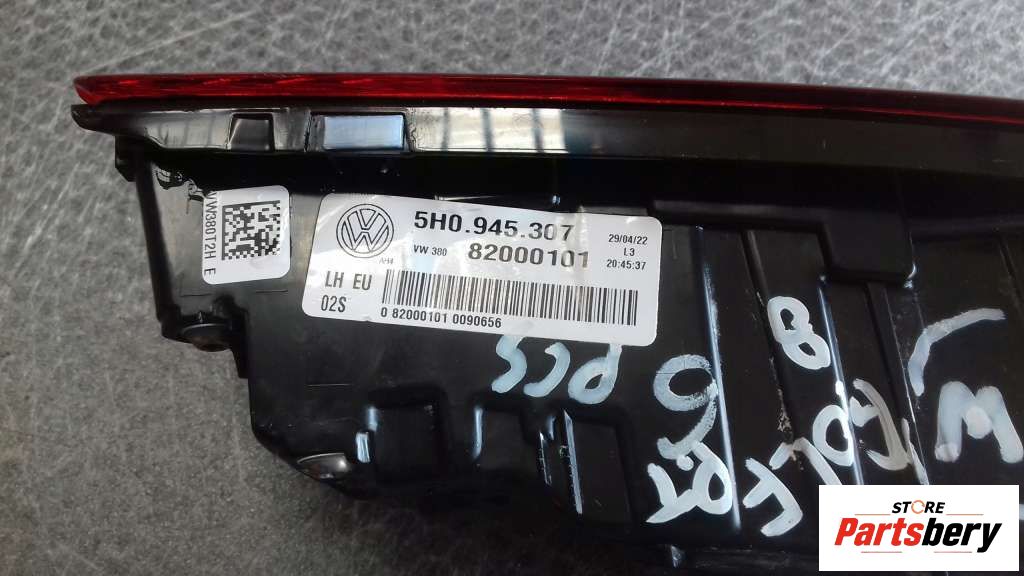 VW38012H E
5H0.945.307
29/04/22
VW 380
82000101
L3
20:45:37
LH EU
02S
0 82000101 0090656
PCS
GOLF
8
W
STORE
Partsbery